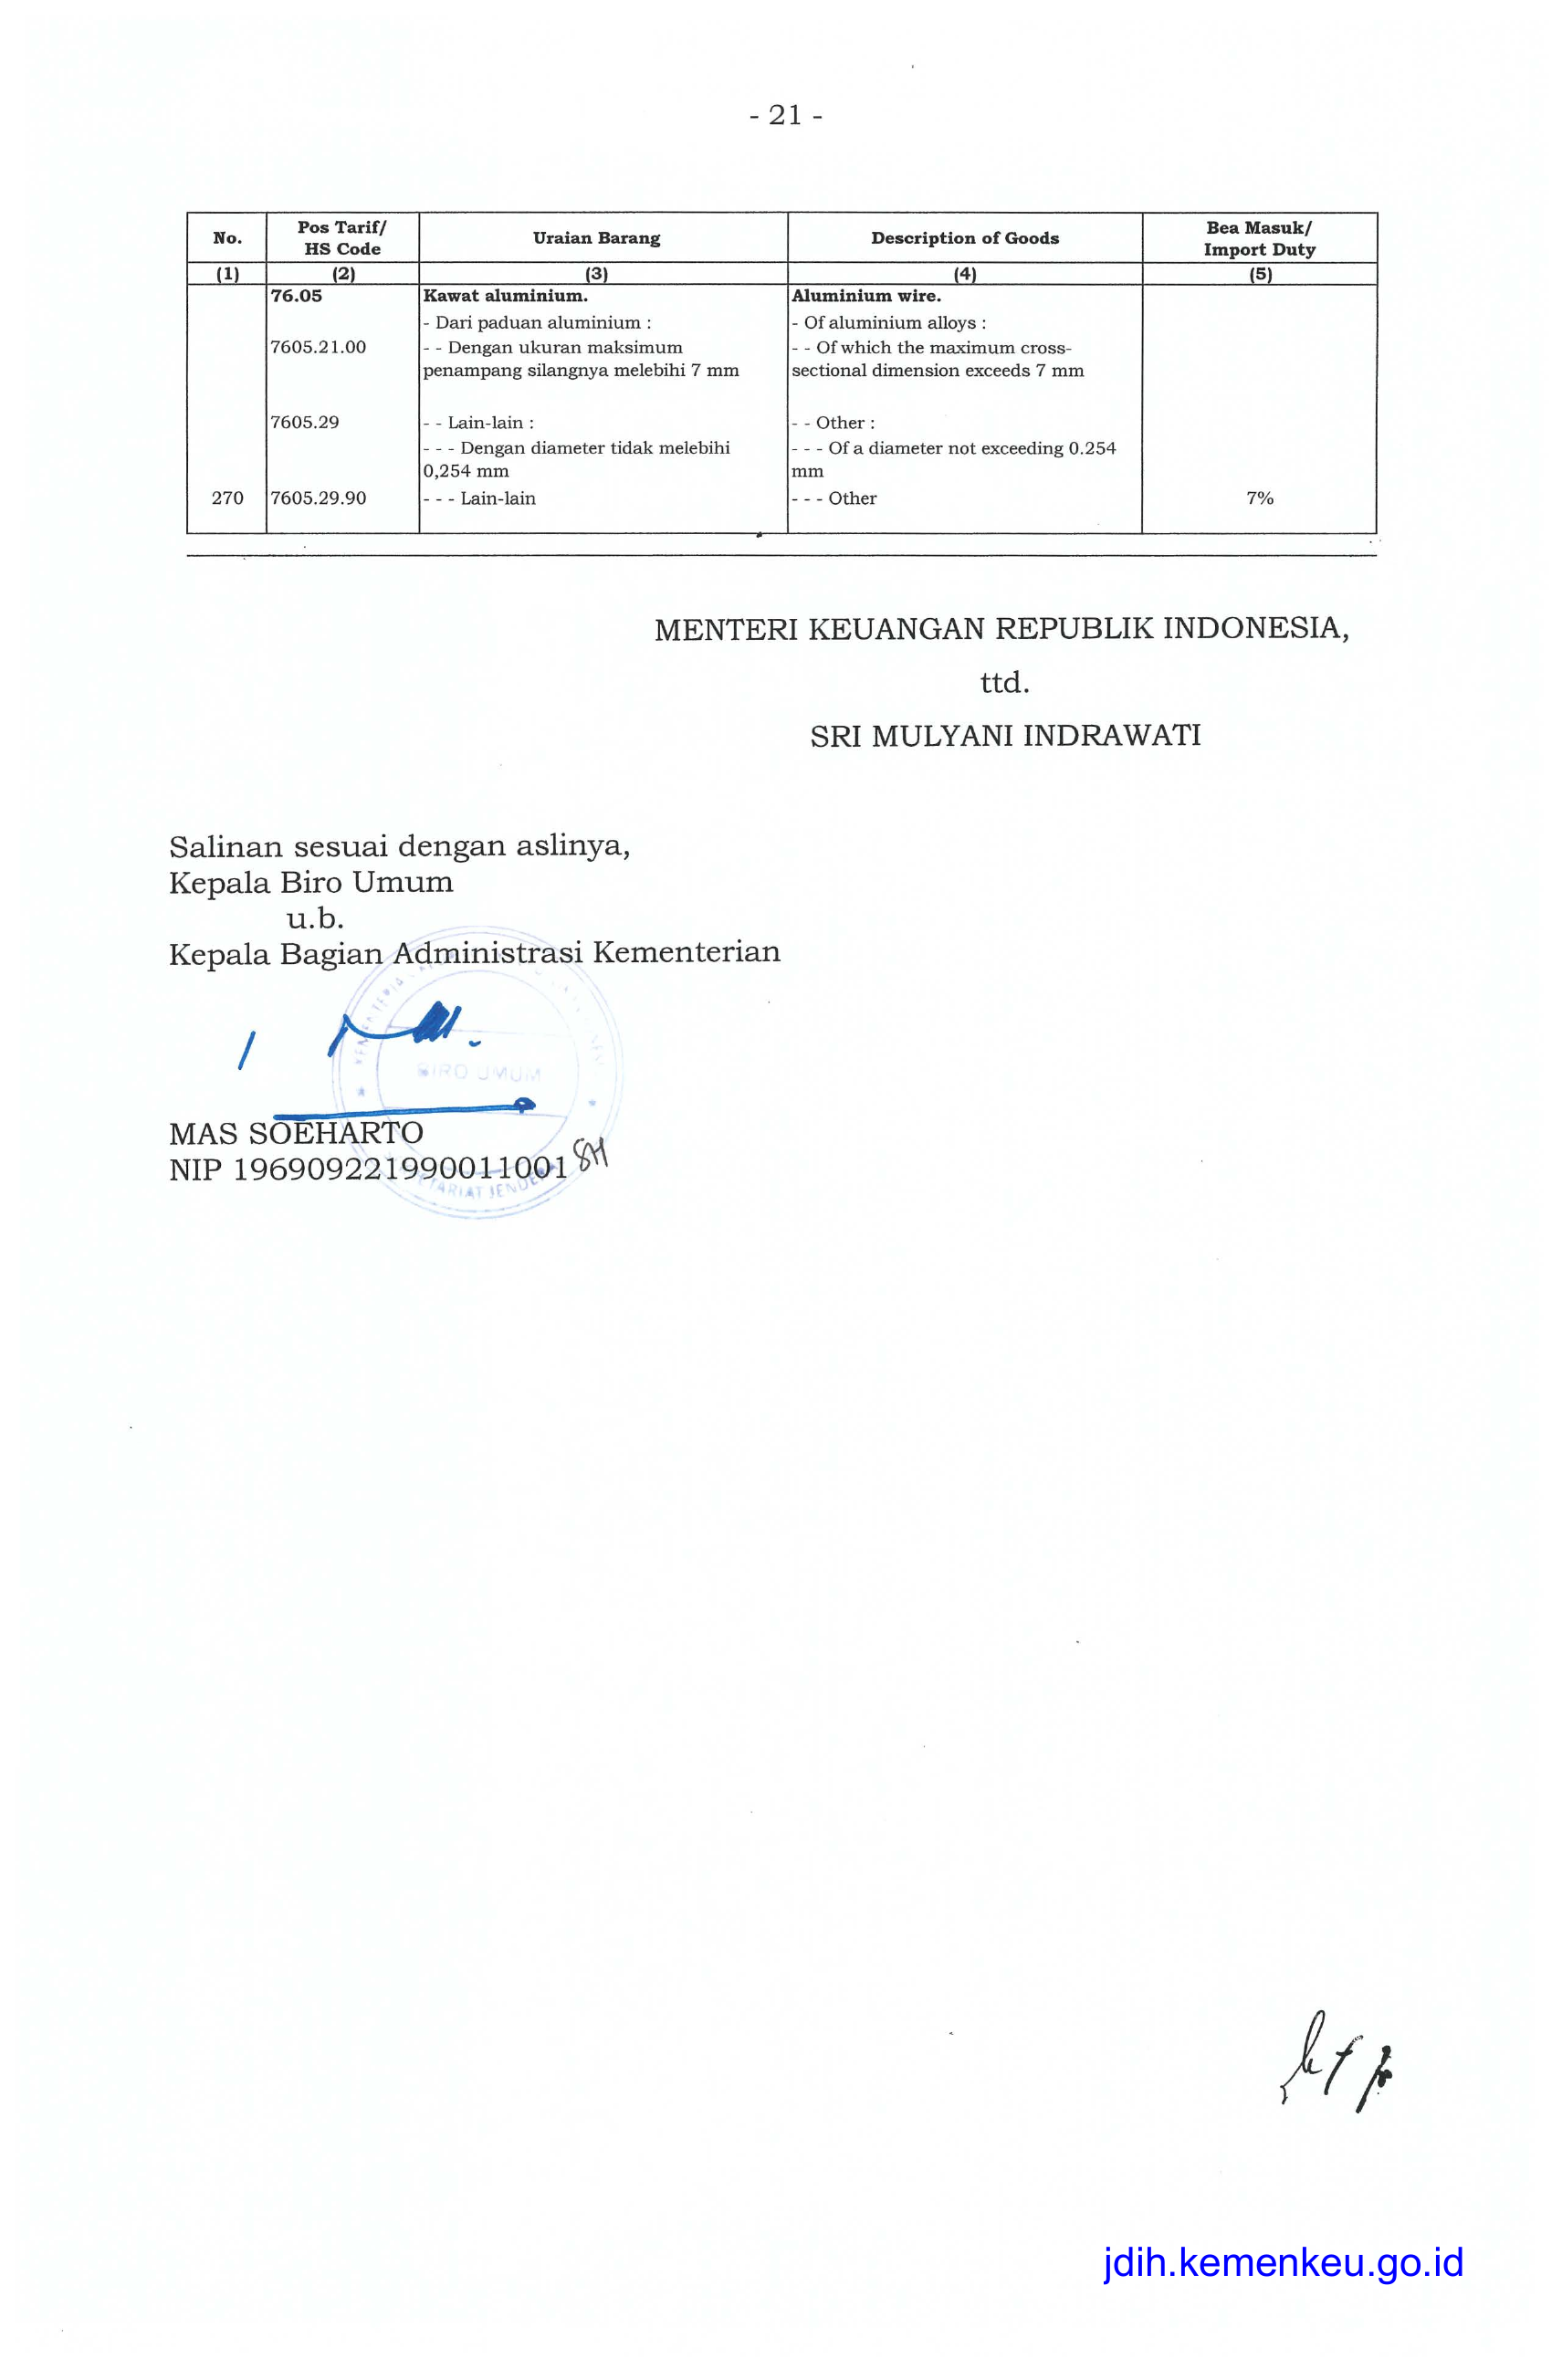 - 21 -
No. Pos Tarif/ Uraian Barang Description of Goods Bea Masuk/
HS Code Import Duty
(1) (2) (3) (4) (5)
76.05 Kawat aluminium. Aluminium wire.
- Dari paduan aluminium : - Of aluminium alloys :
7605.21.00 - - Dengan ukuran maksimum - - Of which the maximum cross-
penampang silangnya melebihi 7 mm sectional dimension exceeds 7 mm
7605.29 - - Lain-lain : - - Other :
- - - Dengan diameter tidak melebihi - - - Of a diameter not exceeding 0.254
0,254 mm mm
270 7605.29.90 - - - Lain-lain - - - Other 7%
MENTERI KEUANGAN REPUBLIK INDONESIA,
ttd.
SRI MULYANI INDRAWATI
Salinan sesuai dengan aslinya,
Kepala Biro Umum
u.b.
Kepala Bagian Administrasi Kementerian
BIRO UMUM
MAS SOEHARTO
NIP 196909221990011001
jdih.kemenkeu.go.id